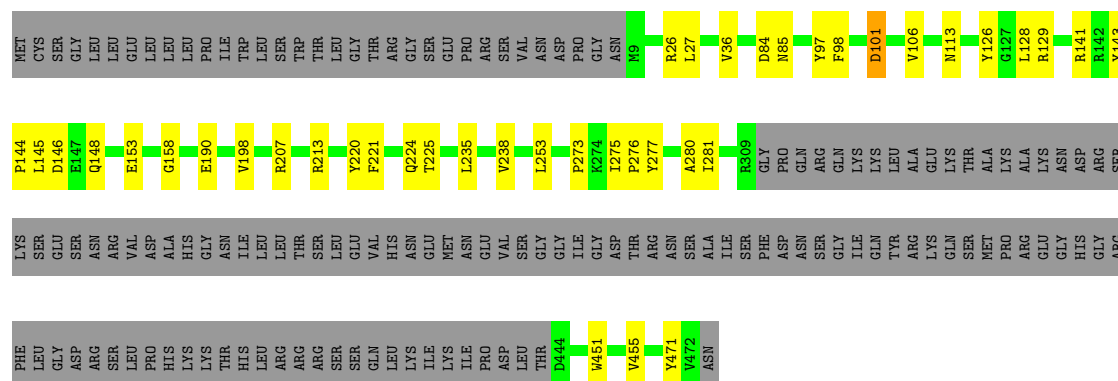 MET CYS SER GLY LEU LEU LEU GLU LEU LEU LEU LEU PRO ILE TRP LEU SER TRP THR LEU GLY THR ARG GLY SER GLU PRO ARG SER VAL ASN ASP PRO GLY ASN M9 R26 L27 V36 D84 N85 Y97 F98 D101 V106 N113 Y126 G127 L128 R129 R141 R142 Y143
P144 L145 D146 E147 Q148 E153 G158 E190 V198 R207 R213 Y220 F221 Q224 T225 L235 V238 L253 P273 K274 I275 P276 Y277 A280 I281 R309 GLY PRO GLN ARG GLN LYS LYS LEU ALA GLU LYS THR ALA LYS ALA LYS ASN ASP ARG SER
LYS SER GLU SER ASN ARG VAL ASP ALA HIS GLY ASN ILE LEU LEU THR SER LEU GLU VAL HIS ASN GLU MET ASN GLU VAL SER GLY GLY ILE GLY ASP THR ARG ASN SER ALA ILE SER PHE ASP ASN SER GLY ILE GLN TYR ARG LYS GLN SER MET PRO ARG GLU GLY HIS GLY ARG
PHE LEU GLY ASP ARG SER LEU PRO HIS LYS LYS THR HIS LEU ARG ARG ARG SER SER GLN LEU LYS ILE LYS ILE PRO ASP LEU THR D444 W451 V455 Y471 V472 ASN